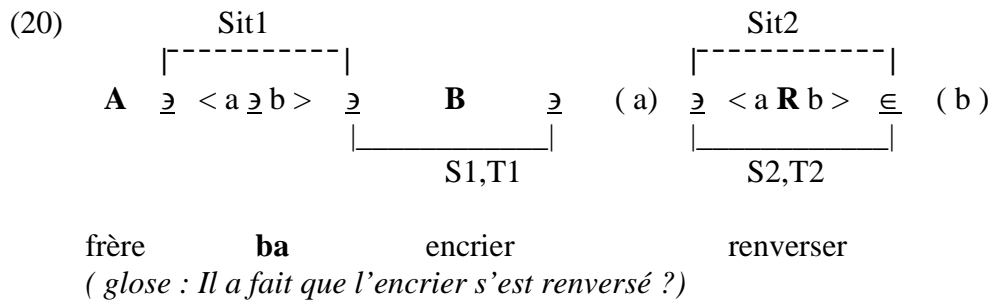 (20) Sit1 Sit2
A ∍ < a ∍ b > ∍ B ∍ ( a) ∍ < a R b > ∈ ( b )
S1,T1 S2,T2
frère ba encrier renverser
( glose : Il a fait que l’encrier s’est renversé ?)